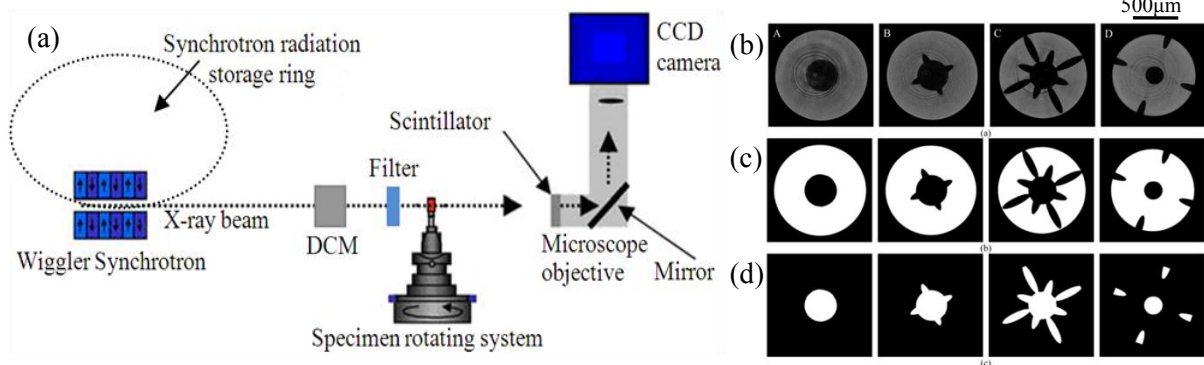 (a)
Synchrotron radiation
storage ring
Wiggler Synchrotron
X-ray beam
DCM
Filter
Specimen rotating system
Scintillator
Microscope
objective
Mirror
CCD
camera
500μm
(b)
A
B
C
D
(a)
(c)
(b)
(d)
(c)